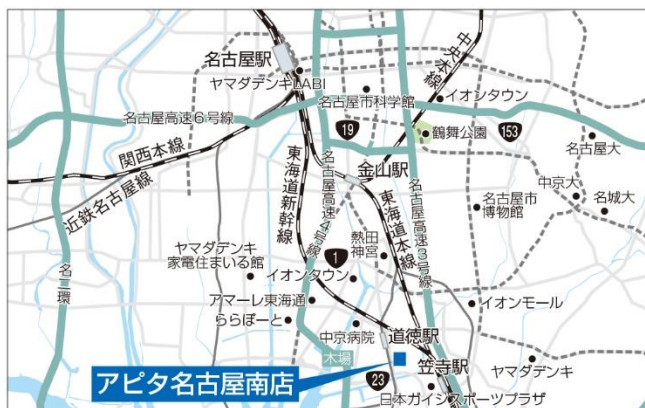 名古屋駅
ヤマダデンキLABI
中央本線
名古屋市科学館
イオンタウン
名古屋高速6号線
19
鶴舞公園
153
名古屋大
関西本線
近鉄名古屋線
東海道新幹線
名古屋高速4号線
金山駅
東海道本線
名古屋高速3号線
名古屋市
博物館
中京大
名城大
名二環
ヤマダデンキ
家電住まいる館
1
熱田
神宮
イオンタウン
アマーレ東海通
ららぽーと
イオンモール
中京病院
道徳駅
木場
笠寺駅
ヤマダデンキ
アピタ名古屋南店
23
日本ガイシスポーツプラザ